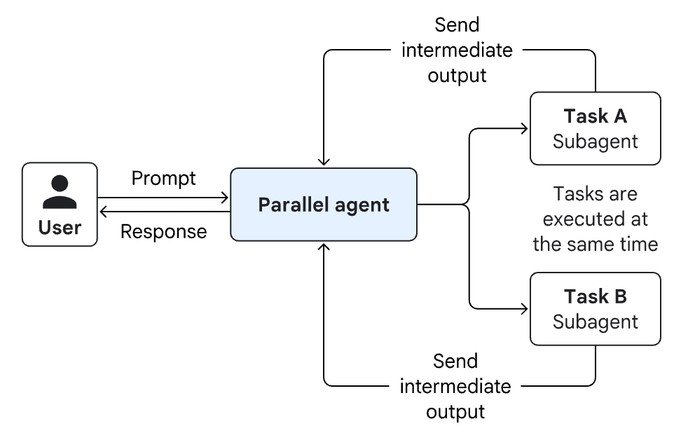 Send
intermediate
output
Task A
Subagent
Prompt
User
Response
Parallel agent
Tasks are
executed at
the same time
Task B
Subagent
Send
intermediate
output